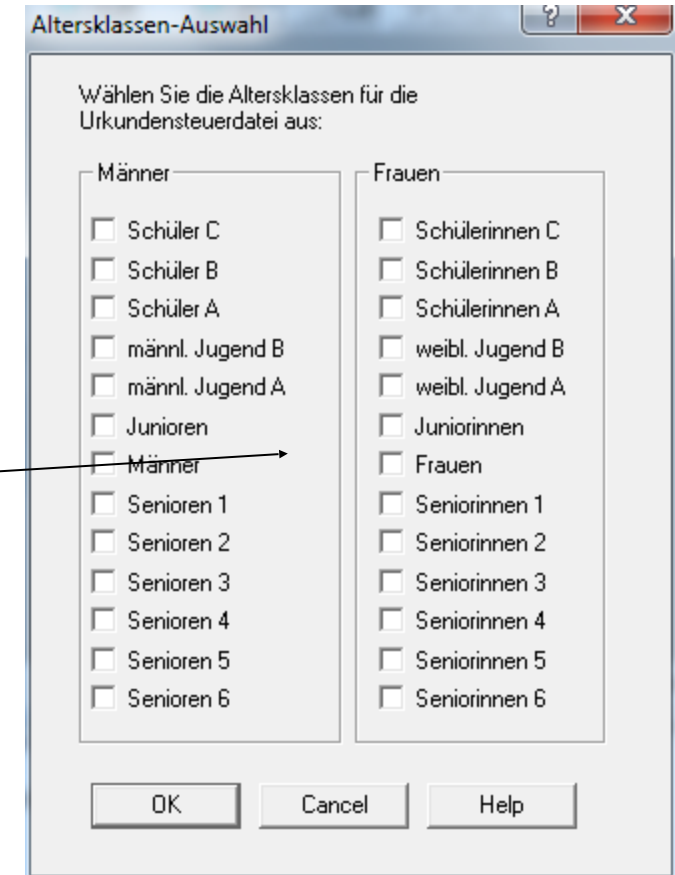 Altersklassen-Auswahl
Wählen Sie die Altersklassen für die
Urkundensteuerdatei aus:
Männer
Schüler C
Schüler B
Schüler A
männl. Jugend B
männl. Jugend A
Junioren
Männer
Senioren 1
Senioren 2
Senioren 3
Senioren 4
Senioren 5
Senioren 6
Frauen
Schülerinnen C
Schülerinnen B
Schülerinnen A
weibl. Jugend B
weibl. Jugend A
Juniorinnen
Frauen
Seniorinnen 1
Seniorinnen 2
Seniorinnen 3
Seniorinnen 4
Seniorinnen 5
Seniorinnen 6
OK Cancel Help